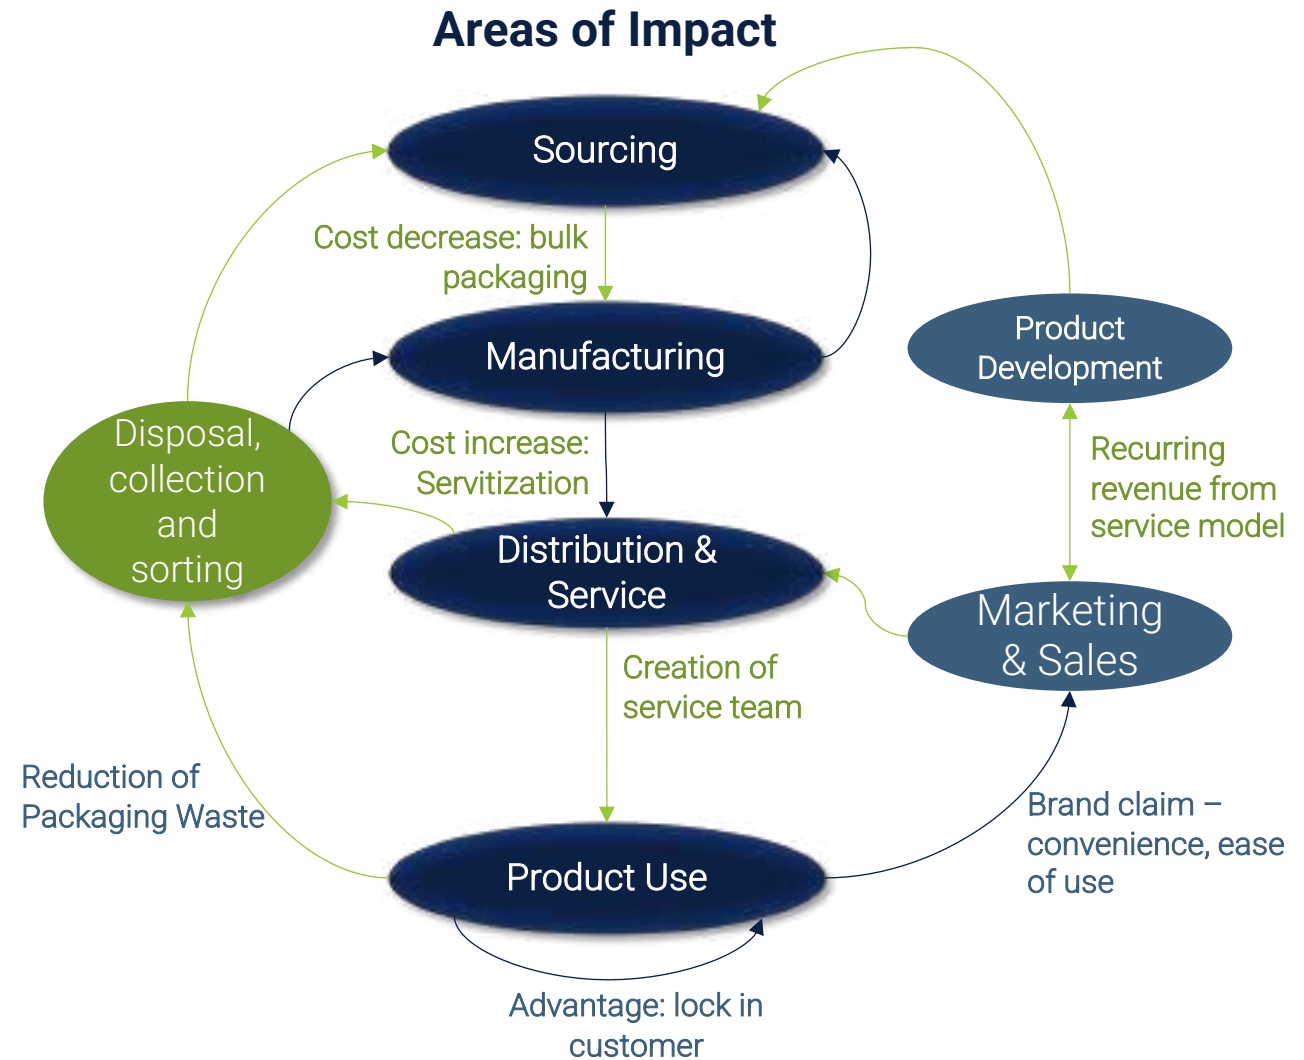 Areas of Impact
Sourcing
Cost decrease: bulk
packaging
Manufacturing
Product
Development
Disposal,
collection
and
sorting
Cost increase:
Servitization
Recurring
revenue from
service model
Distribution &
Service
Marketing
& Sales
Creation of
service team
Reduction of
Packaging Waste
Brand claim –
convenience, ease
of use
Product Use
Advantage: lock in
customer